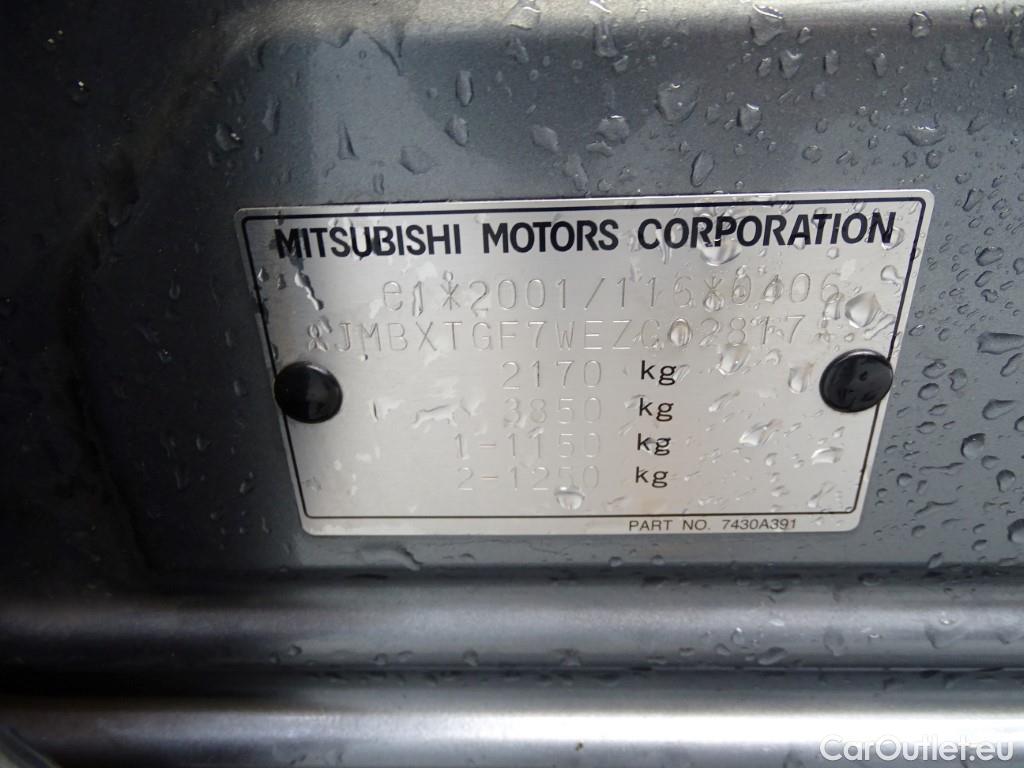 MITSUBISHI MOTORS CORPORATION
e1*2001/116*0406
*JMBXTGF7WEZG02817*
2170 kg
3850 kg
1-1150 kg
2-1250 kg
PART NO. 7430A391
CarOutlet.eu